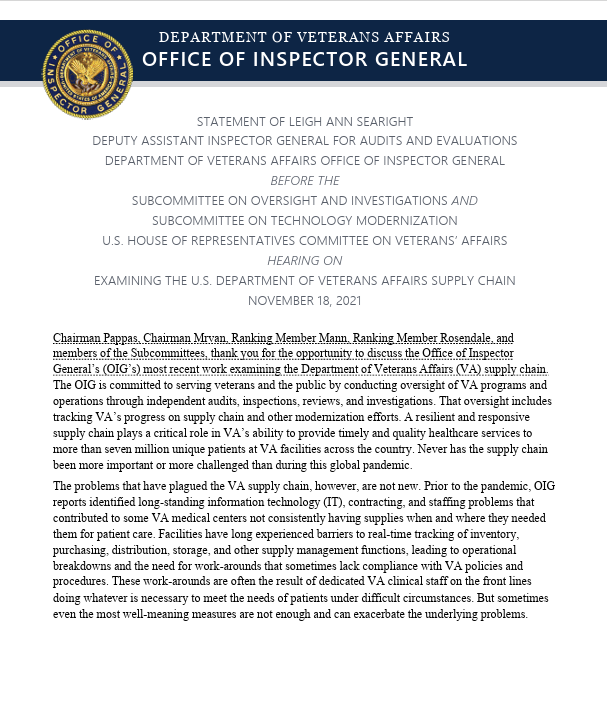 DEPARTMENT OF VETERANS AFFAIRS
OFFICE OF INSPECTOR GENERAL
OFFICE OF
INSPECTOR GENERAL
STATEMENT OF LEIGH ANN SEARIGHT
DEPUTY ASSISTANT INSPECTOR GENERAL FOR AUDITS AND EVALUATIONS
DEPARTMENT OF VETERANS AFFAIRS OFFICE OF INSPECTOR GENERAL
BEFORE THE
SUBCOMMITTEE ON OVERSIGHT AND INVESTIGATIONS AND
SUBCOMMITTEE ON TECHNOLOGY MODERNIZATION
U.S. HOUSE OF REPRESENTATIVES COMMITTEE ON VETERANS’ AFFAIRS
HEARING ON
EXAMINING THE U.S. DEPARTMENT OF VETERANS AFFAIRS SUPPLY CHAIN
NOVEMBER 18, 2021
Chairman Pappas, Chairman Mrvan, Ranking Member Mann, Ranking Member Rosendale, and
members of the Subcommittees, thank you for the opportunity to discuss the Office of Inspector
General’s (OIG’s) most recent work examining the Department of Veterans Affairs (VA) supply chain.
The OIG is committed to serving veterans and the public by conducting oversight of VA programs and
operations through independent audits, inspections, reviews, and investigations. That oversight includes
tracking VA’s progress on supply chain and other modernization efforts. A resilient and responsive
supply chain plays a critical role in VA’s ability to provide timely and quality healthcare services to
more than seven million unique patients at VA facilities across the country. Never has the supply chain
been more important or more challenged than during this global pandemic.
The problems that have plagued the VA supply chain, however, are not new. Prior to the pandemic, OIG
reports identified long-standing information technology (IT), contracting, and staffing problems that
contributed to some VA medical centers not consistently having supplies when and where they needed
them for patient care. Facilities have long experienced barriers to real-time tracking of inventory,
purchasing, distribution, storage, and other supply management functions, leading to operational
breakdowns and the need for work-arounds that sometimes lack compliance with VA policies and
procedures. These work-arounds are often the result of dedicated VA clinical staff on the front lines
doing whatever is necessary to meet the needs of patients under difficult circumstances. But sometimes
even the most well-meaning measures are not enough and can exacerbate the underlying problems.